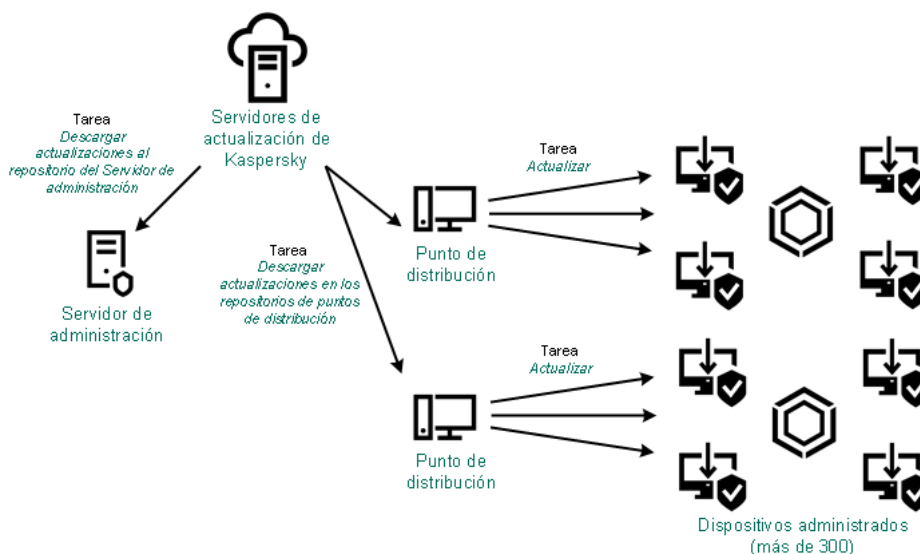 Servidores de
actualización de
Kaspersky
Tarea
Descargar
actualizaciones al
repositorio del Servidor de
administración
Servidor de
administración
Tarea
Descargar
actualizaciones en los
repositorios de puntos
de distribución
Tarea
Actualizar
Punto de
distribución
Tarea
Actualizar
Punto de
distribución
Dispositivos administrados
(más de 300)